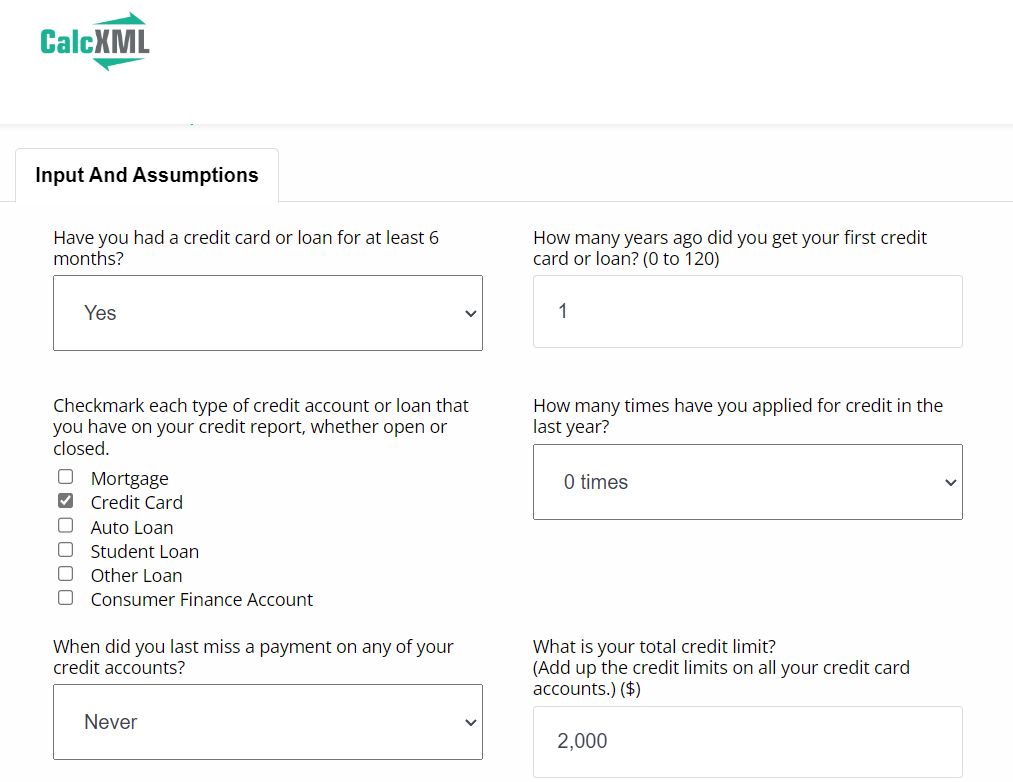 CalcXML
Input And Assumptions
Have you had a credit card or loan for at least 6
months?
Yes
How many years ago did you get your first credit
card or loan? (0 to 120)
1
Checkmark each type of credit account or loan that
you have on your credit report, whether open or
closed.
Mortgage
Credit Card
Auto Loan
Student Loan
Other Loan
Consumer Finance Account
How many times have you applied for credit in the
last year?
0 times
When did you last miss a payment on any of your
credit accounts?
Never
What is your total credit limit?
(Add up the credit limits on all your credit card
accounts.) ($)
2,000